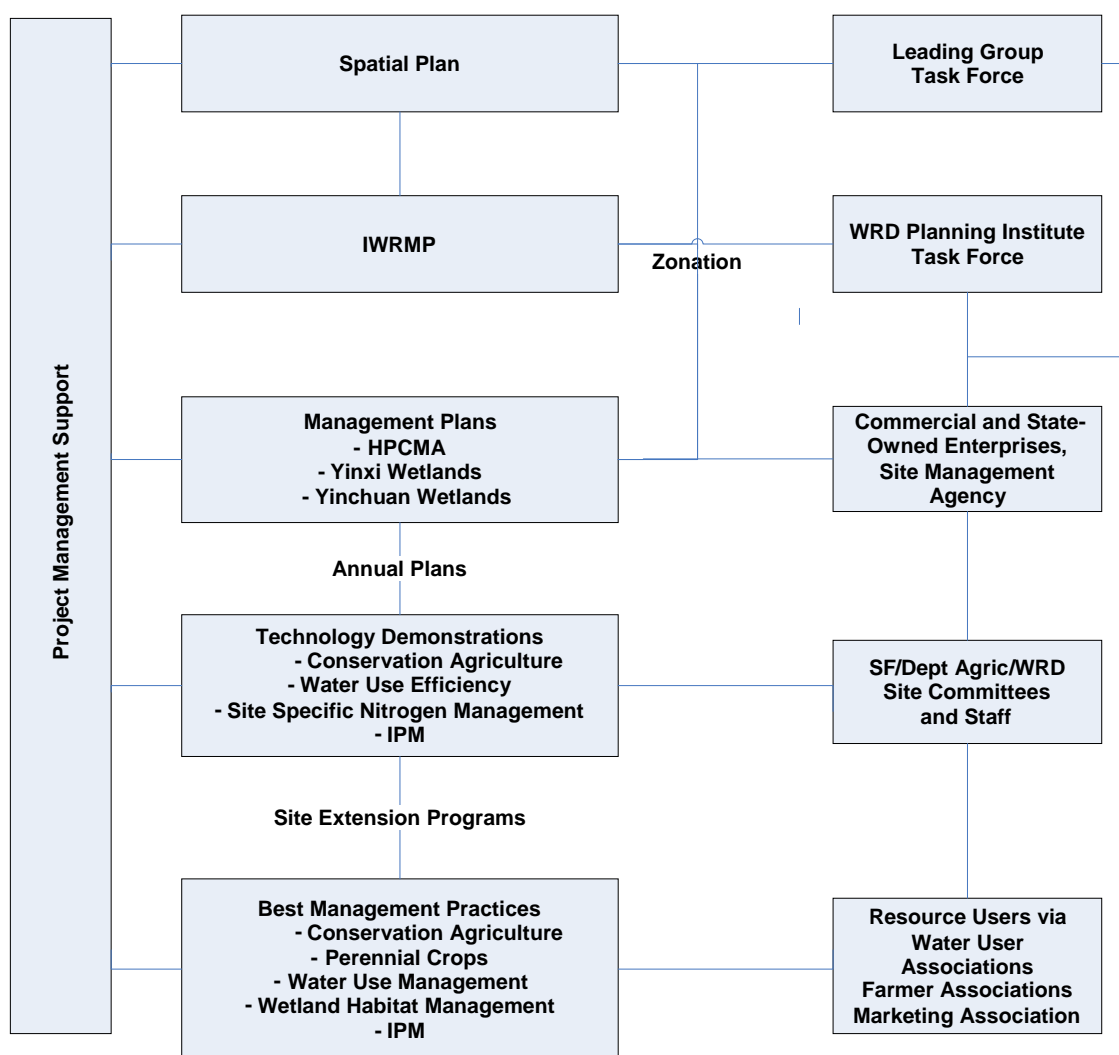 Spatial Plan
Leading Group
Task Force
IWRMP
WRD Planning Institute
Task Force
Zonation
Project Management Support
Management Plans
- HPCMA
- Yinxi Wetlands
- Yinchuan Wetlands
Commercial and State-
Owned Enterprises,
Site Management
Agency
Annual Plans
Technology Demonstrations
- Conservation Agriculture
- Water Use Efficiency
- Site Specific Nitrogen Management
- IPM
SF/Dept Agric/WRD
Site Committees
and Staff
Site Extension Programs
Best Management Practices
- Conservation Agriculture
- Perennial Crops
- Water Use Management
- Wetland Habitat Management
- IPM
Resource Users via
Water User
Associations
Farmer Associations
Marketing Association